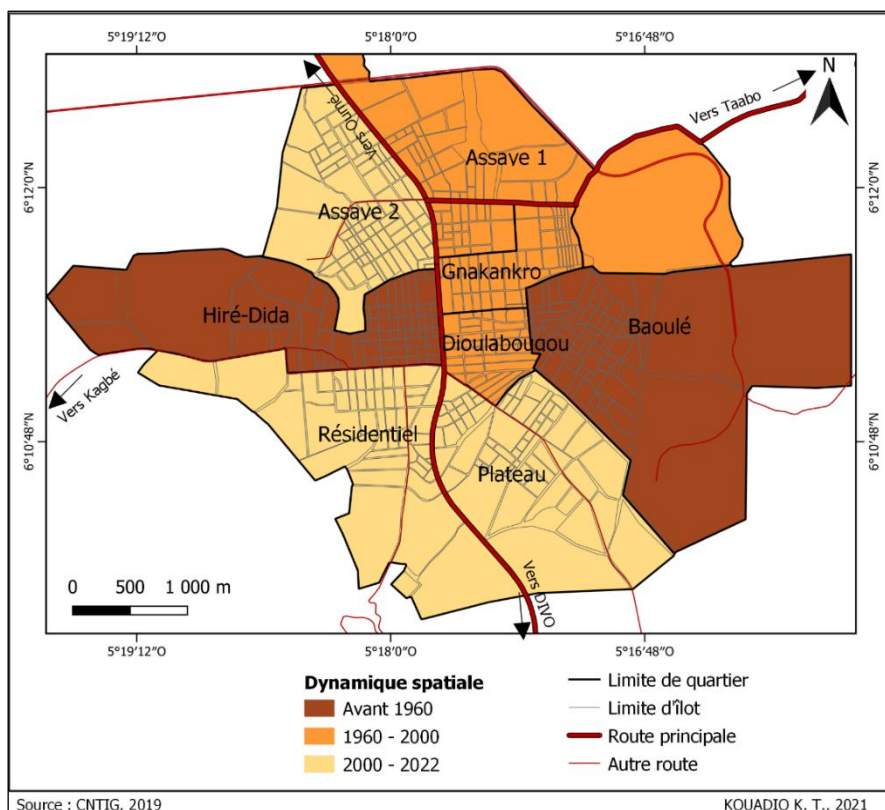 5°19′12″O 5°18′0″O 5°16′48″O
N
Vers Taabo
Vers Oumé
Assaye 1
6°12′0″N 6°12′0″N
Assaye 2
Gnakankro
Hiré-Dida
Baoulé
Dioulabougou
Vers Kagbé
6°10′48″N 6°10′48″N
Résidentiel
Plateau
0 500 1 000 m
Vers DIVO
5°19′12″O 5°18′0″O 5°16′48″O
Dynamique spatiale
Avant 1960
1960 - 2000
2000 - 2022
Limite de quartier
Limite d'îlot
Route principale
Autre route
Source : CNTIG, 2019 KOUADIO K. T., 2021